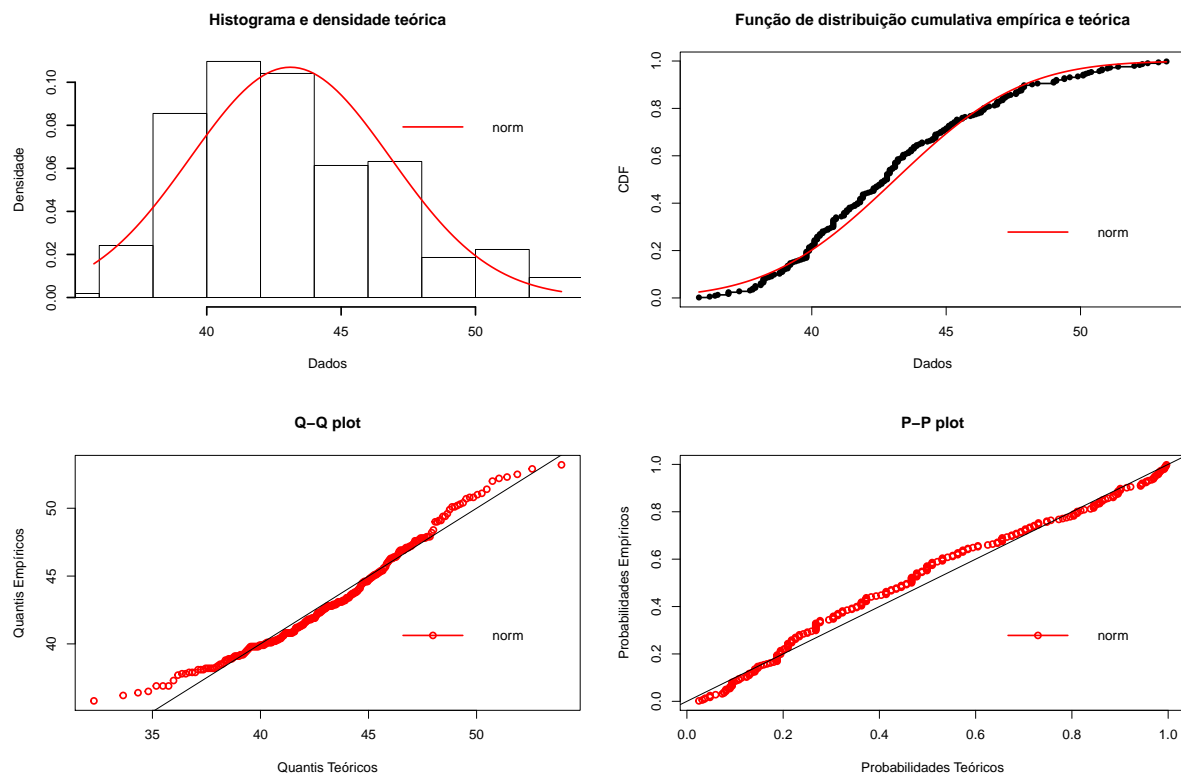 Histograma e densidade teórica
Densidade
0.00 0.02 0.04 0.06 0.08 0.10
norm
40 45 50
Dados
Função de distribuição cumulativa empírica e teórica
CDF
0.0 0.2 0.4 0.6 0.8 1.0
norm
40 45 50
Dados
Q−Q plot
Quantis Empíricos
40 45 50
norm
35 40 45 50
Quantis Teóricos
P−P plot
Probabilidades Empíricos
0.0 0.2 0.4 0.6 0.8 1.0
norm
0.0 0.2 0.4 0.6 0.8 1.0
Probabilidades Teóricos